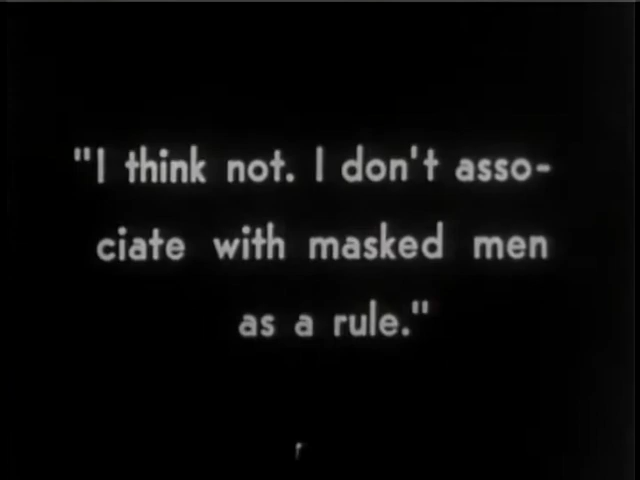 "I think not. I don't asso-
ciate with masked men
as a rule."